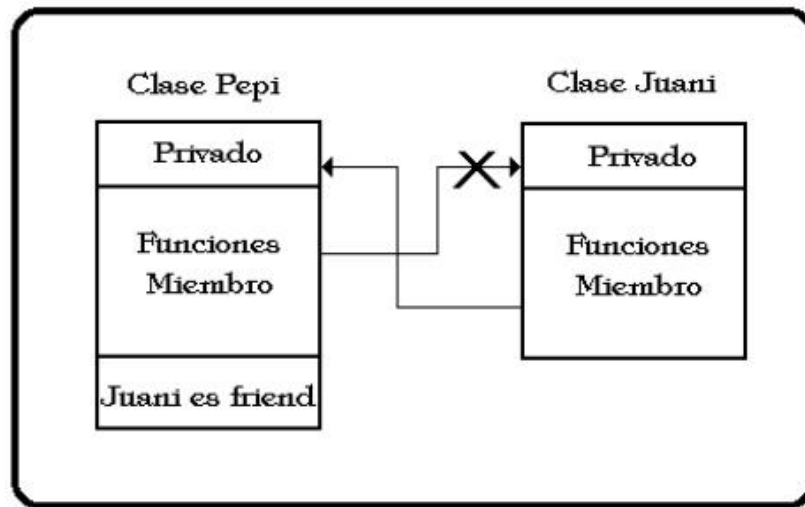 Clase Pepi
Privado
Funciones
Miembro
Juani es friend
Clase Juani
Privado
Funciones
Miembro